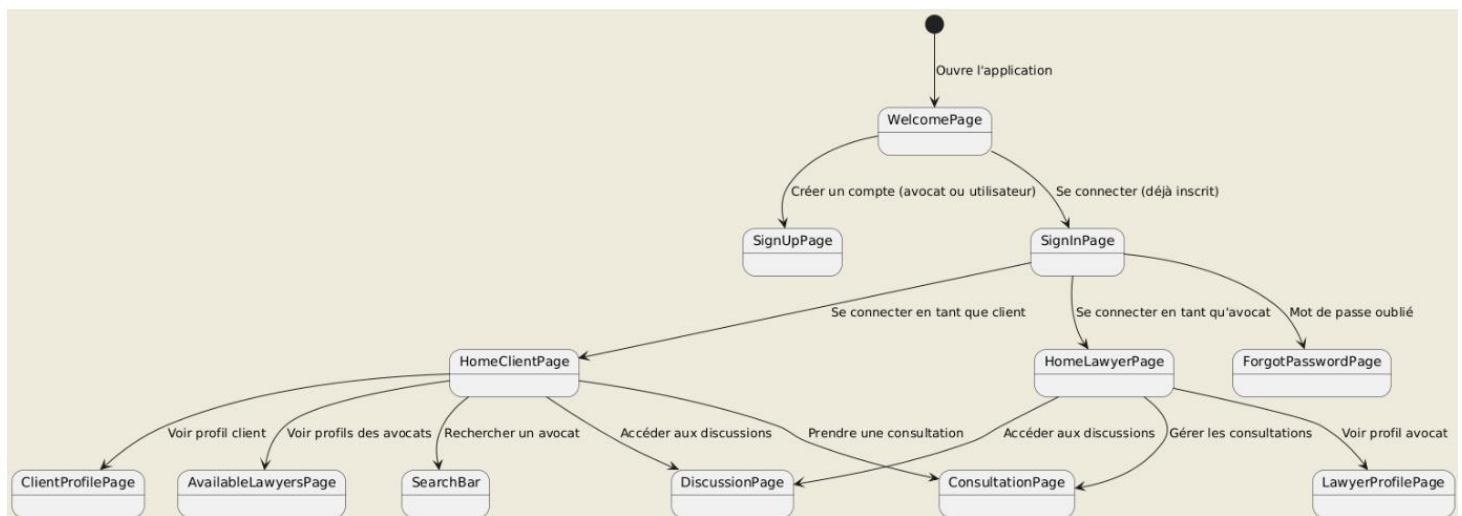 Ouvre l'application
WelcomePage
Créer un compte (avocat ou utilisateur)
Se connecter (déjà inscrit)
SignUpPage
SignInPage
Se connecter en tant que client
Se connecter en tant qu'avocat
Mot de passe oublié
HomeClientPage
HomeLawyerPage
ForgotPasswordPage
Voir profil client
Voir profils des avocats
Rechercher un avocat
Accéder aux discussions
Prendre une consultation
Accéder aux discussions
Gérer les consultations
Voir profil avocat
ClientProfilePage
AvailableLawyersPage
SearchBar
DiscussionPage
ConsultationPage
LawyerProfilePage